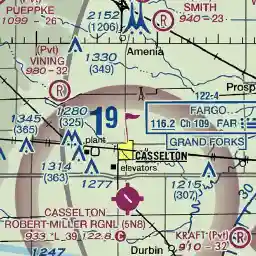 PUEPPKE
1099 - 26
2152
(1206)
SMITH
940 - 23
(Pvt)
VINING
980 - 32
Amenia
1330
(349)
Prosp
122.4
FARGO
116.2 Ch 109 FAR
GRAND FORKS
19
1345
(365)
1280
(325)
plant
CASSELTON
elevators
1314
(363)
1277
1215
(307)
CASSELTON
ROBERT MILLER RGNL (5N8)
933 *L 39 122.8 C
Durbin
KRAFT (Pvt)
910 - 32
1247